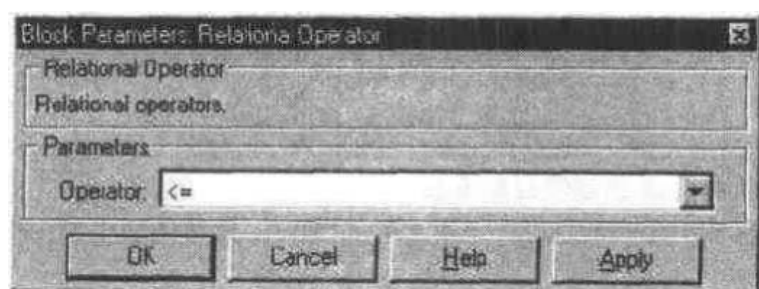 Block Parameters: Relational Operator
Relational Operator
Relational operators.
Parameters
Operator: <=
OK Cancel Help Apply